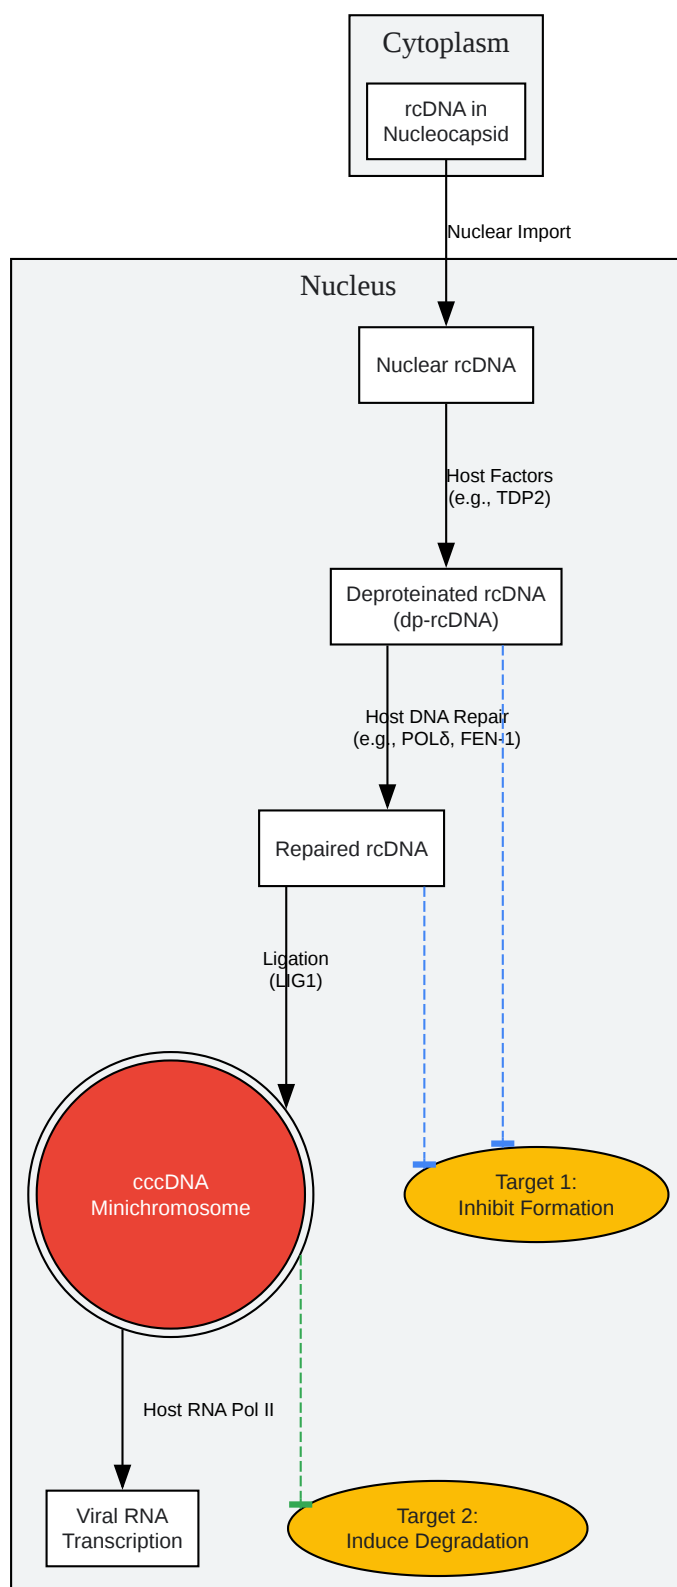 Cytoplasm
rcDNA in
Nucleocapsid
Nuclear Import
Nucleus
Nuclear rcDNA
Host Factors
(e.g., TDP2)
Deproteinated rcDNA
(dp-rcDNA)
Host DNA Repair
(e.g., POLδ, FEN-1)
Repaired rcDNA
Ligation
(LIG1)
cccDNA
Minichromosome
Target 1:
Inhibit Formation
Host RNA Pol II
Viral RNA
Transcription
Target 2:
Induce Degradation